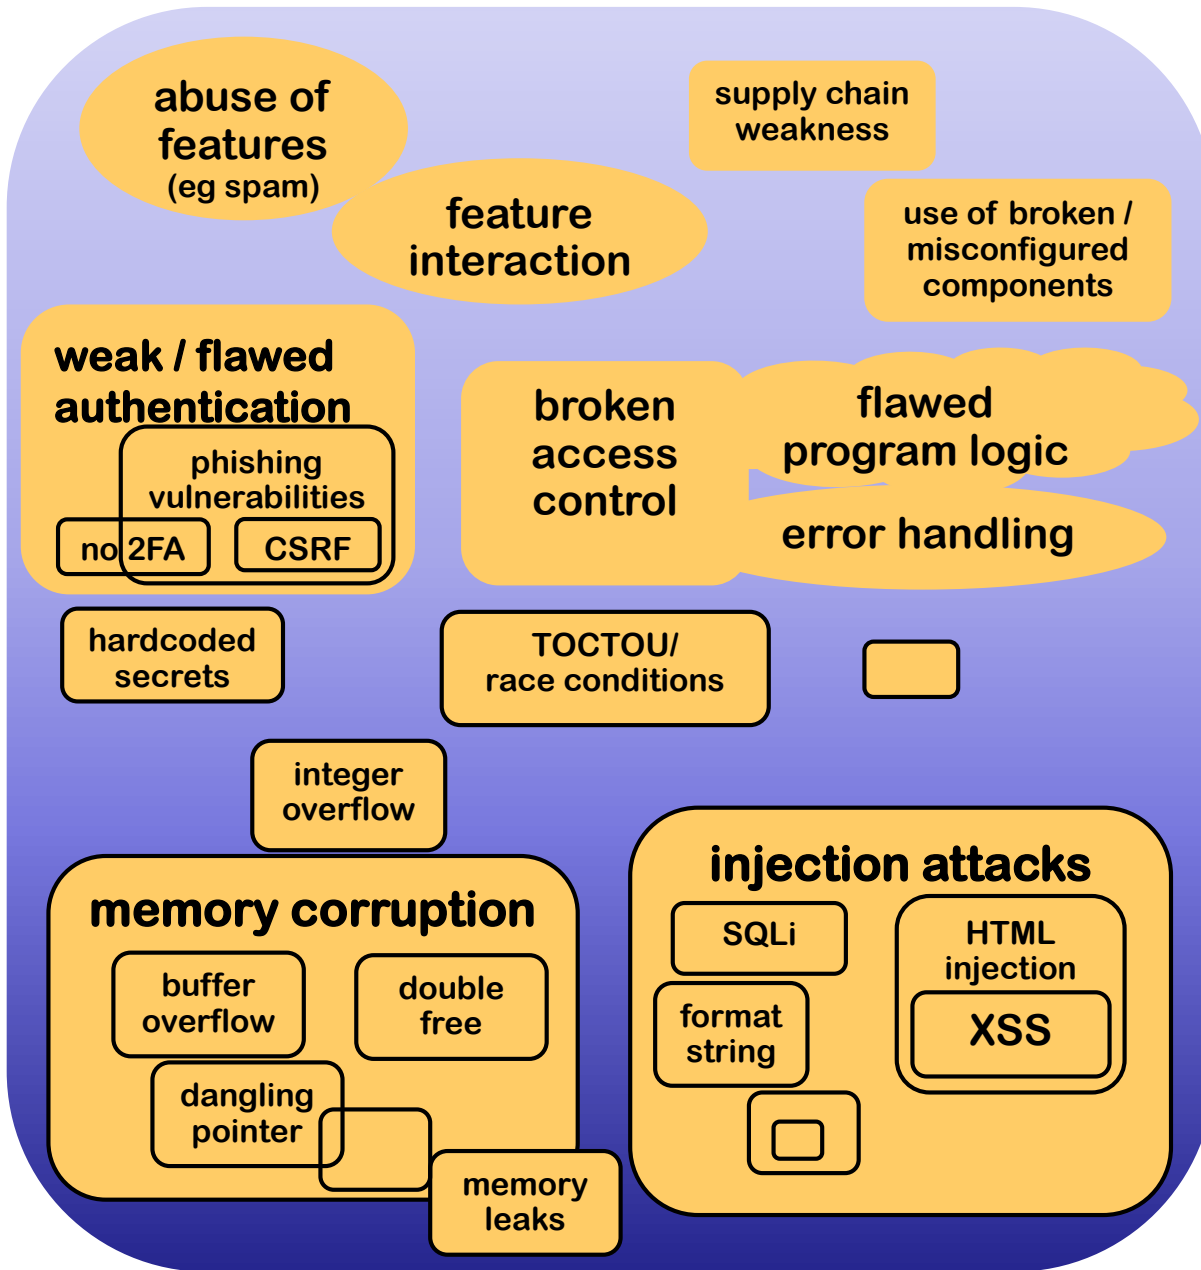 abuse of
features
(eg spam)
supply chain
weakness
feature
interaction
use of broken /
misconfigured
components
weak / flawed
authentication
phishing
vulnerabilities
no 2FA
CSRF
broken
access
control
flawed
program logic
error handling
hardcoded
secrets
TOCTOU/
race conditions
integer
overflow
memory corruption
buffer
overflow
double
free
dangling
pointer
memory
leaks
injection attacks
SQLi
HTML
injection
format
string
XSS